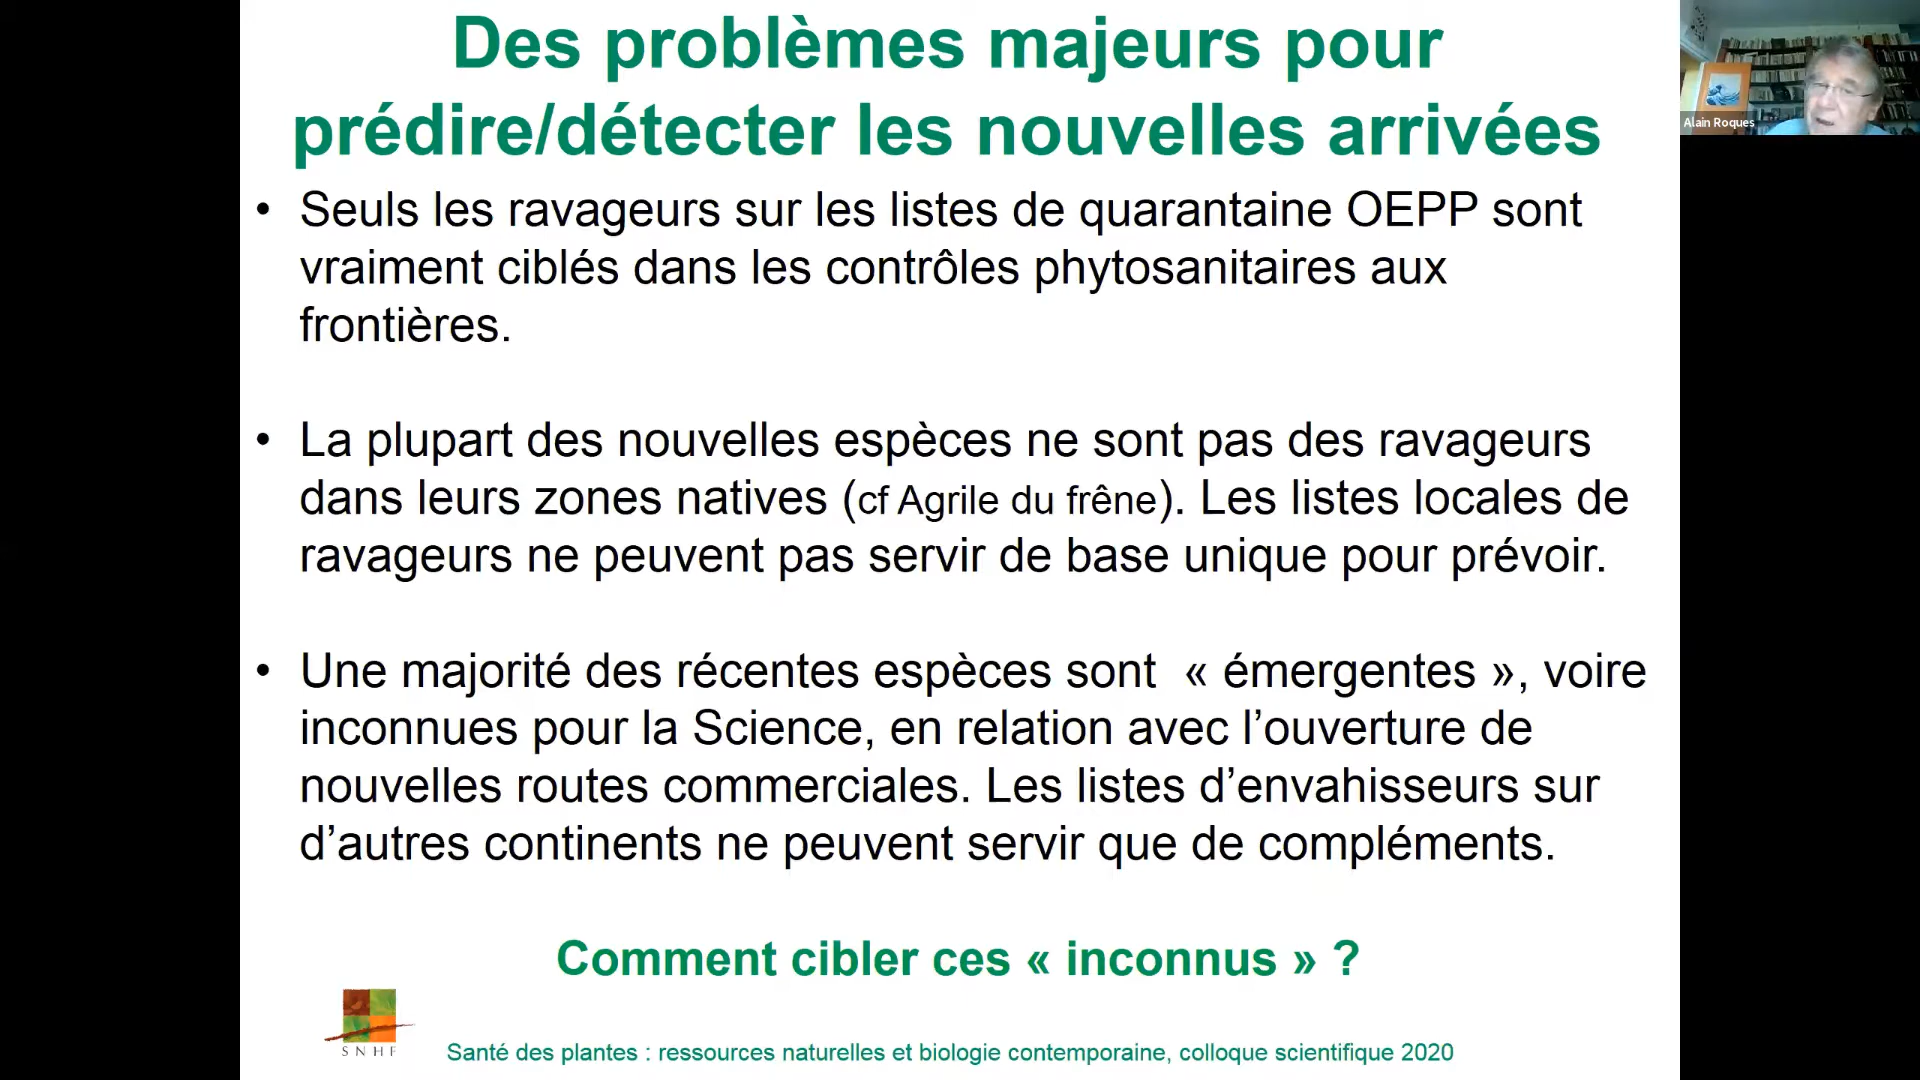 Des problèmes majeurs pour
prédire/détecter les nouvelles arrivées
• Seuls les ravageurs sur les listes de quarantaine OEPP sont
vraiment ciblés dans les contrôles phytosanitaires aux
frontières.
• La plupart des nouvelles espèces ne sont pas des ravageurs
dans leurs zones natives (cf Agrile du frêne). Les listes locales de
ravageurs ne peuvent pas servir de base unique pour prévoir.
• Une majorité des récentes espèces sont « émergentes », voire
inconnues pour la Science, en relation avec l’ouverture de
nouvelles routes commerciales. Les listes d’envahisseurs sur
d’autres continents ne peuvent servir que de compléments.
Comment cibler ces « inconnus » ?
SNHF
Santé des plantes : ressources naturelles et biologie contemporaine, colloque scientifique 2020
Alain Roques